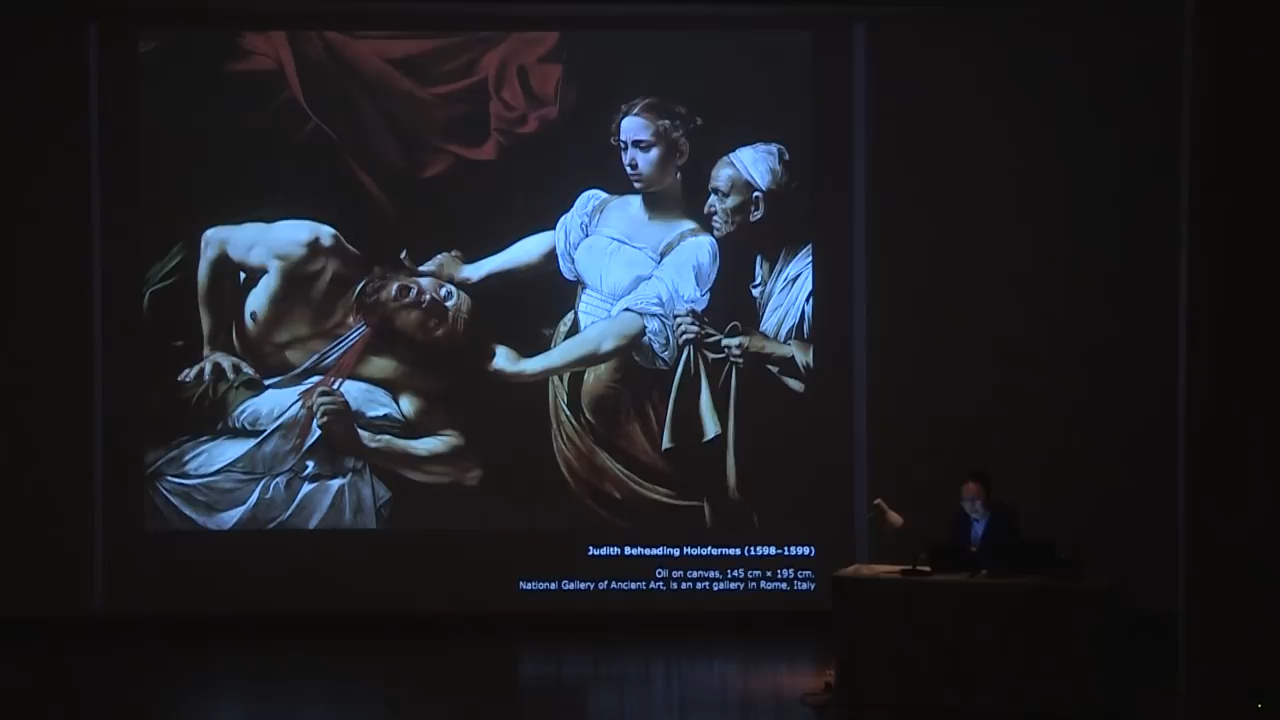 Judith Beheading Holofernes (1598–1599)
Oil on canvas, 145 cm × 195 cm.
National Gallery of Ancient Art, is an art gallery in Rome, Italy